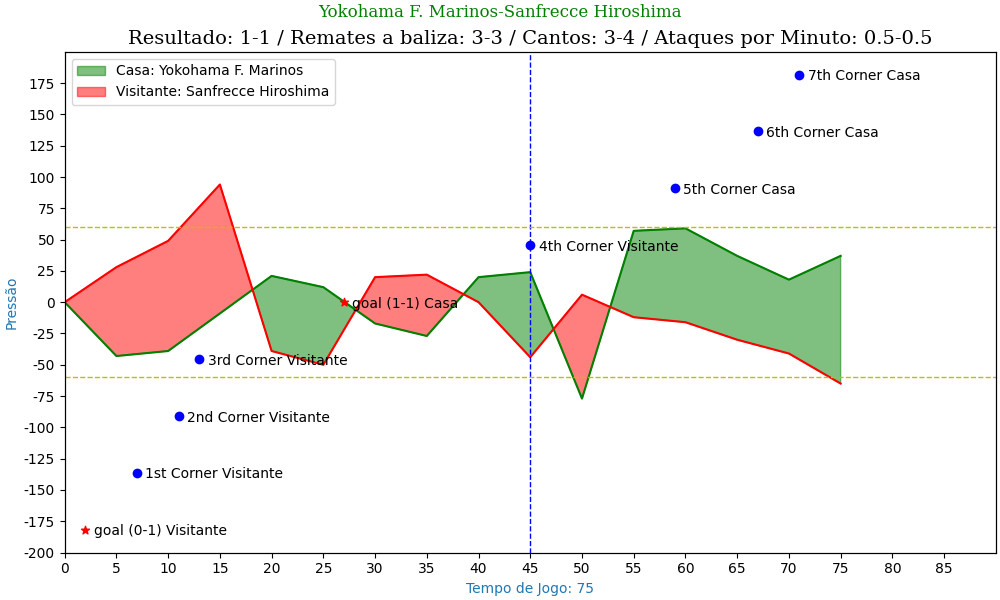 Yokohama F. Marinos-Sanfrecce Hiroshima
Resultado: 1-1 / Remates a baliza: 3-3 / Cantos: 3-4 / Ataques por Minuto: 0.5-0.5
Casa: Yokohama F. Marinos
Visitante: Sanfrecce Hiroshima
7th Corner Casa
6th Corner Casa
5th Corner Casa
4th Corner Visitante
goal (1-1) Casa
3rd Corner Visitante
2nd Corner Visitante
1st Corner Visitante
goal (0-1) Visitante
175
150
125
100
75
50
25
0
-25
-50
-75
-100
-125
-150
-175
-200
Pressão
0 5 10 15 20 25 30 35 40 45 50 55 60 65 70 75 80 85
Tempo de Jogo: 75